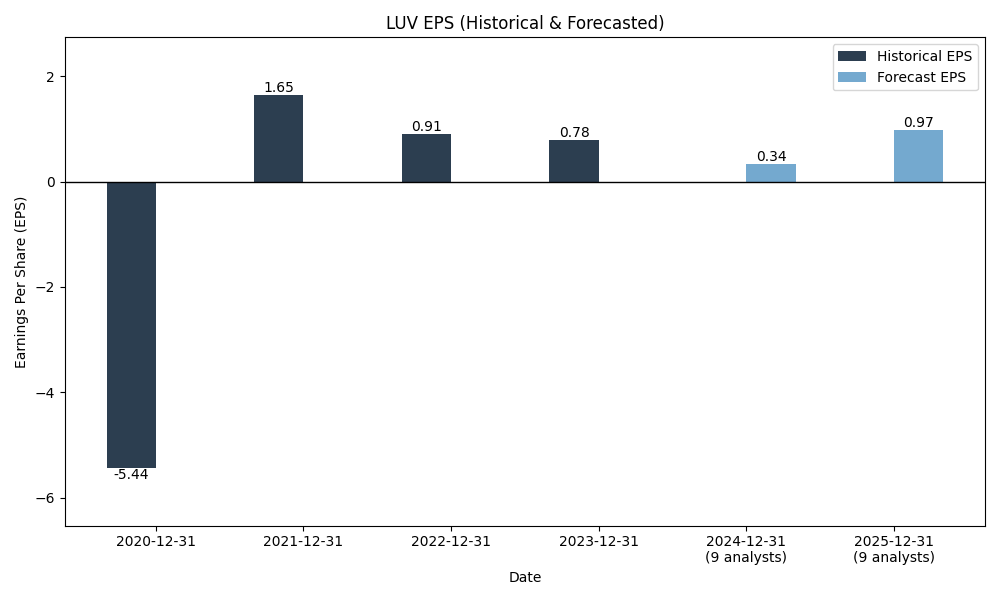 LUV EPS (Historical & Forecasted)
Historical EPS
Forecast EPS
Earnings Per Share (EPS)
2
0
−2
−4
−6
-5.44
1.65
0.91
0.78
0.34
0.97
2020-12-31
2021-12-31
2022-12-31
2023-12-31
2024-12-31
(9 analysts)
2025-12-31
(9 analysts)
Date